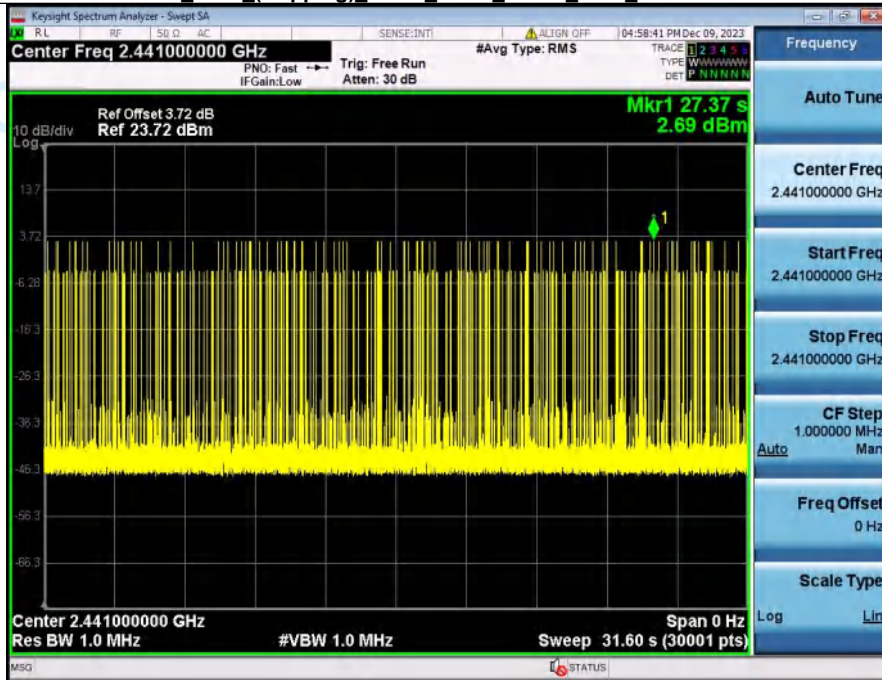 Keysight Spectrum Analyzer - Swept SA
RL RF 50 Ω AC SENSE:INT ALIGN OFF 04:58:41 PM Dec 09, 2023
Center Freq 2.441000000 GHz #Avg Type: RMS TRACE 1 2 3 4 5 6
PNO: Fast Trig: Free Run TYPE WWWWWW
IFGain:Low Atten: 30 dB DET P NNNNN
Frequency
Mkr1 27.37 s
Ref Offset 3.72 dB
10 dB/div Ref 23.72 dBm 2.69 dBm
Log
13.7
3.72
-6.28
-16.3
-26.3
-36.3
-46.3
-56.3
-66.3
1
Center 2.441000000 GHz Span 0 Hz
Res BW 1.0 MHz #VBW 1.0 MHz Sweep 31.60 s (30001 pts)
MSG STATUS
Auto Tune
Center Freq
2.441000000 GHz
Start Freq
2.441000000 GHz
Stop Freq
2.441000000 GHz
CF Step
1.000000 MHz
Auto Man
Freq Offset
0 Hz
Scale Type
Log Lin